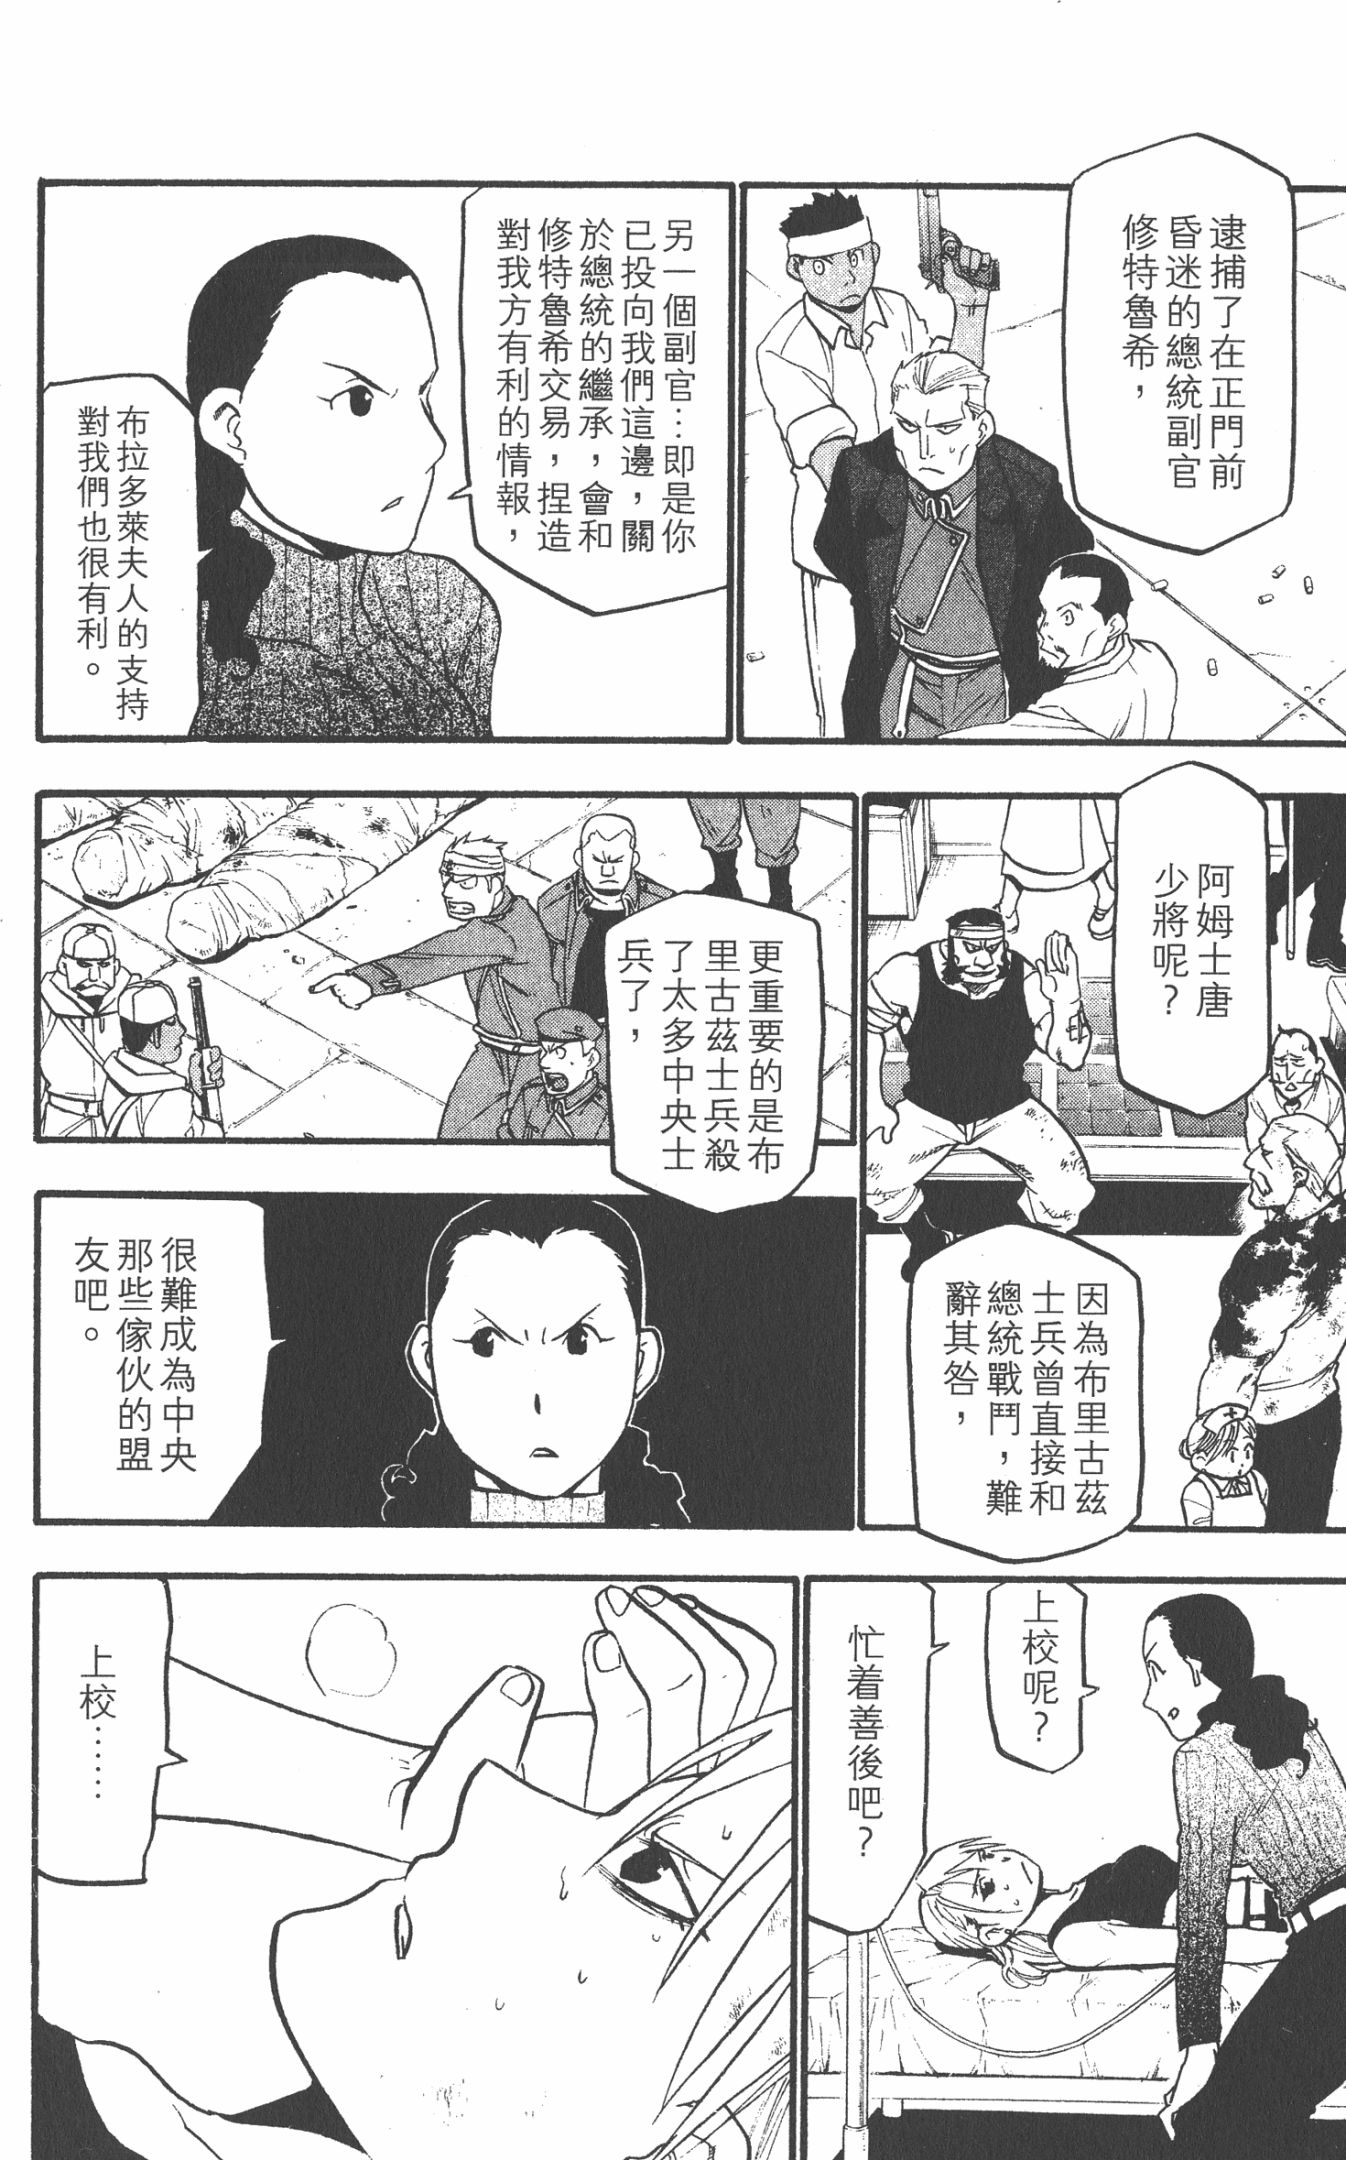 逮捕了在正門前
昏迷的總統副官
修特魯希，
另一個副官…即是你
已投向我們這邊，關
於總統的繼承，會和
修特魯希交易，捏造
對我方有利的情報，
布拉多萊夫人的支持
對我們也很有利。
阿姆士唐
少將呢？
因為布里古茲
士兵曾直接和
總統戰鬥，難
辭其咎，
更重要的是布
里古茲士兵殺
了太多中央士
兵了，
很難成為中央
那些傢伙的盟
友吧。
上校呢？
忙着善後吧？
上校……